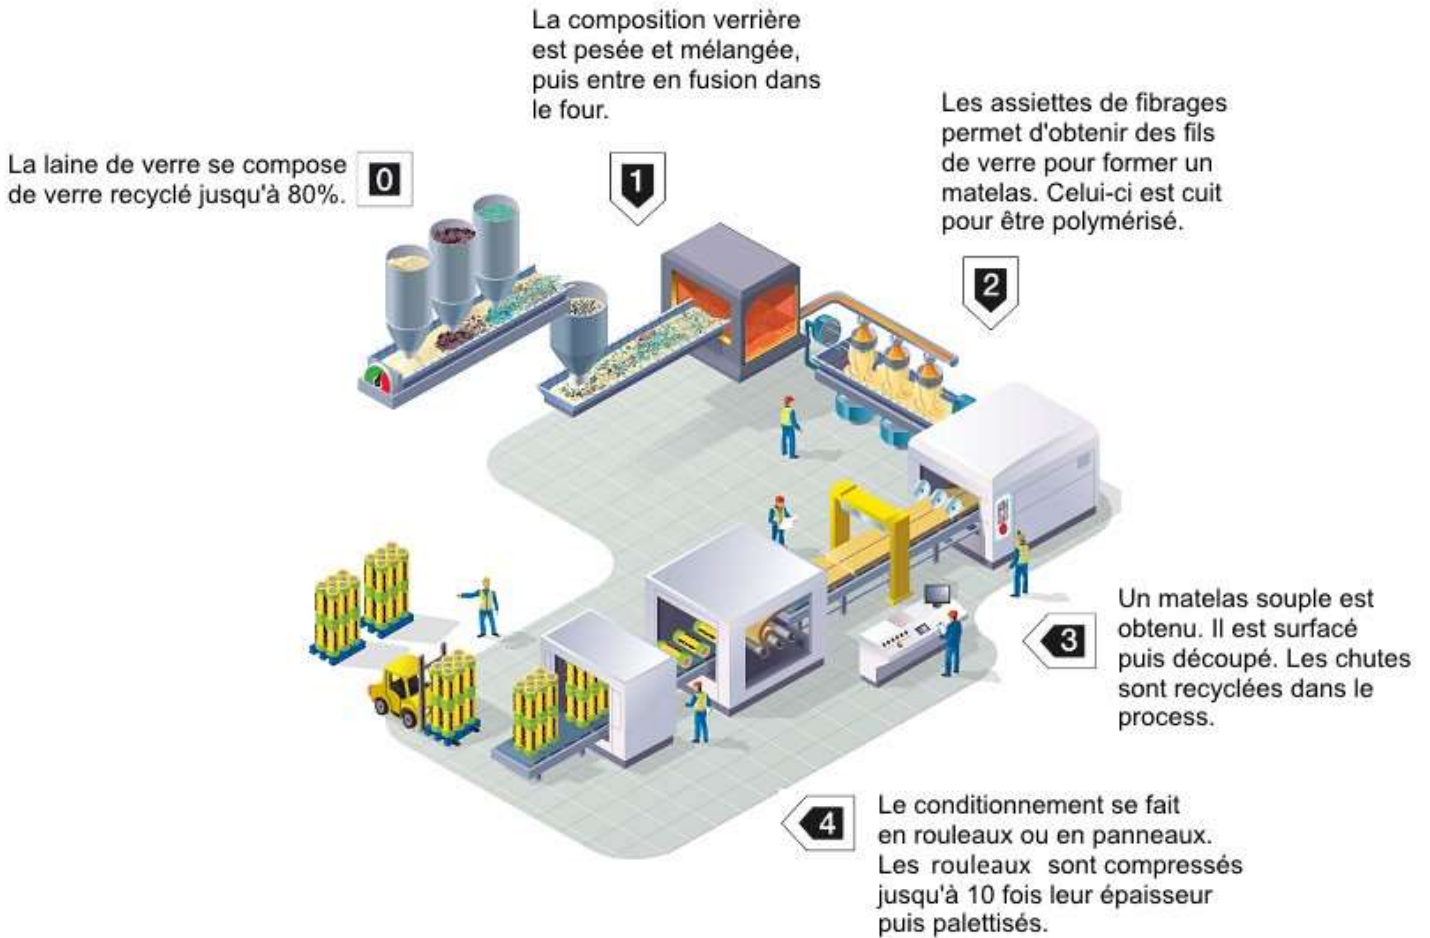 La composition verrière
est pesée et mélangée,
puis entre en fusion dans
le four.
Les assiettes de fibrages
permet d'obtenir des fils
de verre pour former un
matelas. Celui-ci est cuit
pour être polymérisé.
La laine de verre se compose
de verre recyclé jusqu'à 80%.
0
1
2
Un matelas souple est
obtenu. Il est surfacé
puis découpé. Les chutes
sont recyclées dans le
process.
3
4
Le conditionnement se fait
en rouleaux ou en panneaux.
Les rouleaux sont compressés
jusqu'à 10 fois leur épaisseur
puis palettisés.